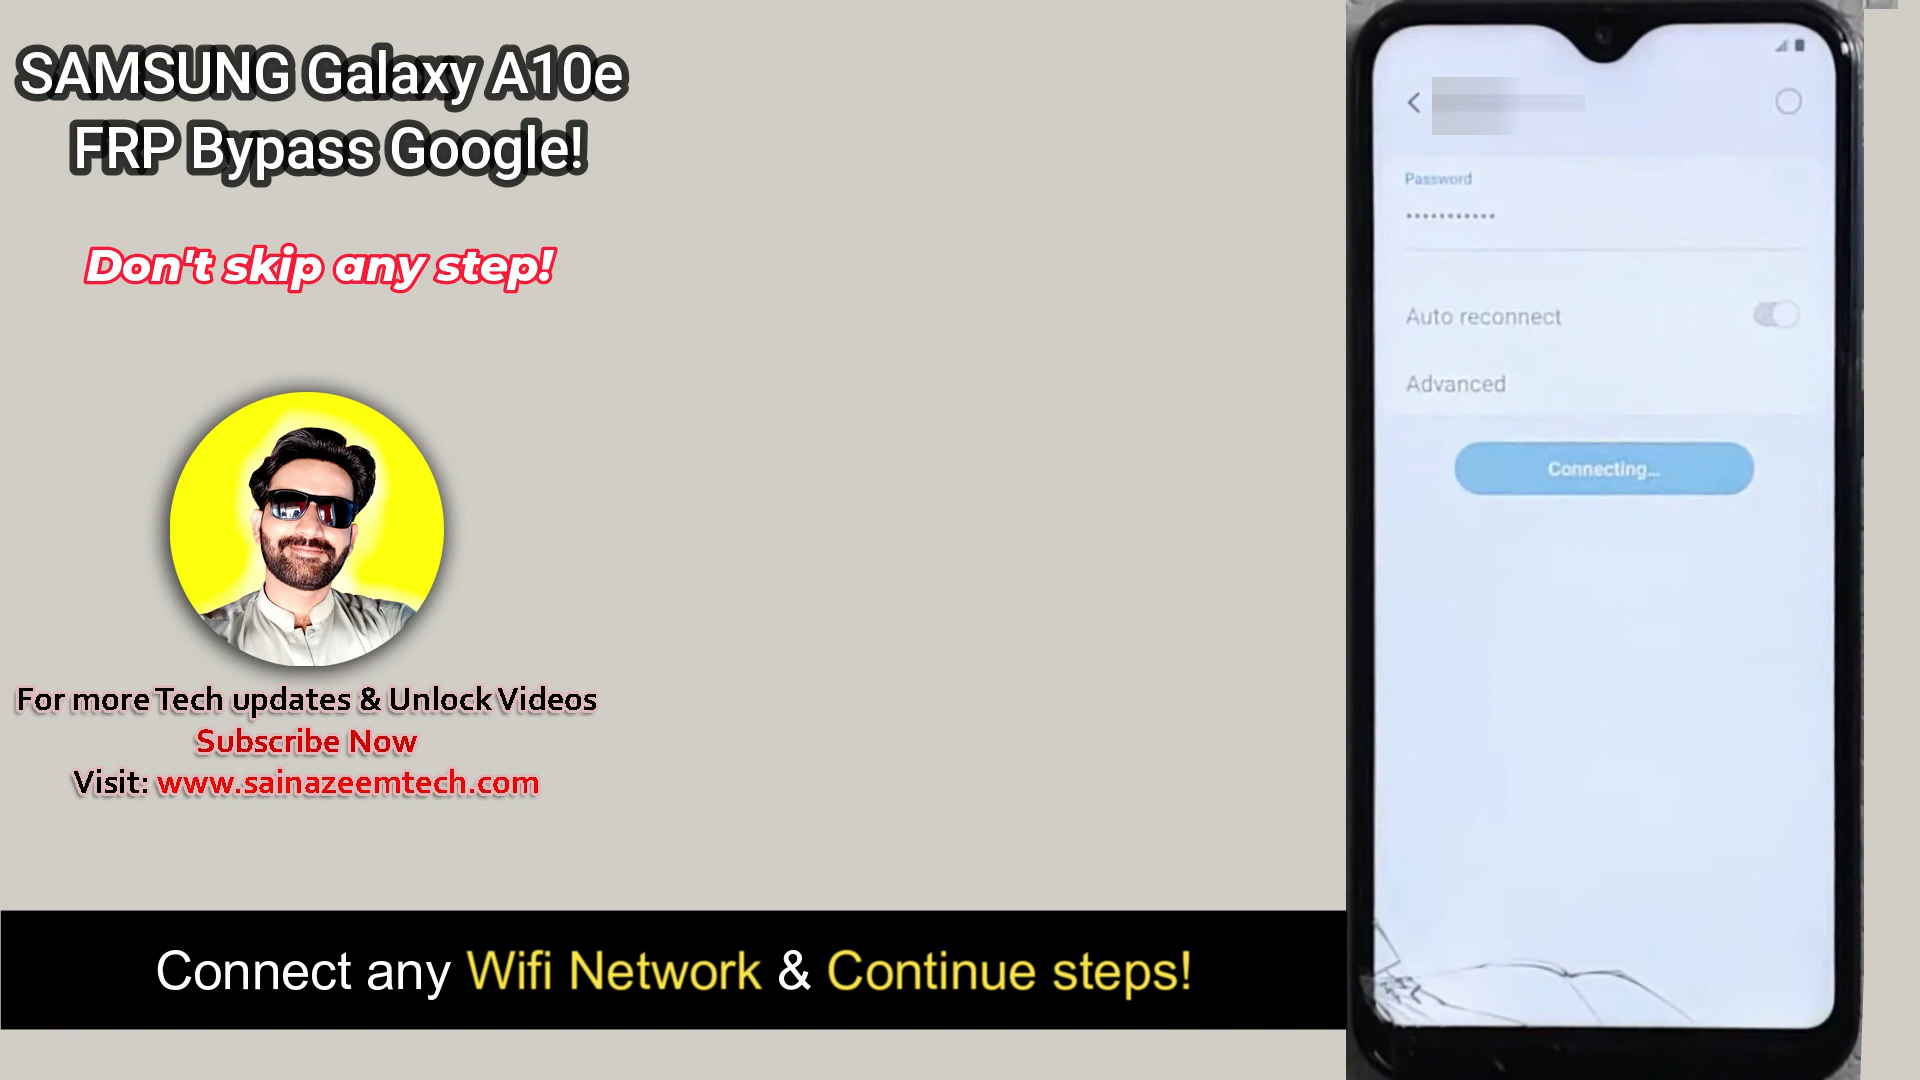 SAMSUNG Galaxy A10e
FRP Bypass Google!
Don't skip any step!
For more Tech updates & Unlock Videos
Subscribe Now
Visit: www.sainazeemtech.com
Connect any Wifi Network & Continue steps!
Password
Auto reconnect
Advanced
Connecting...